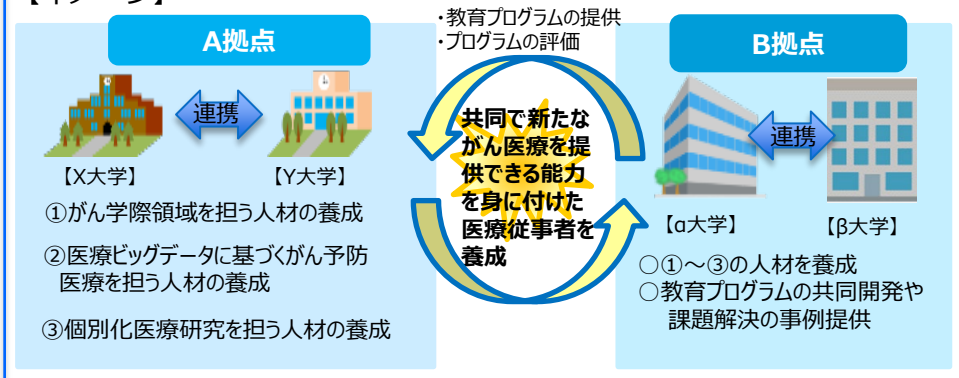 ・教育プログラムの提供
・プログラムの評価
A拠点
連携
【X大学】
【Y大学】
①がん学際領域を担う人材の養成
②医療ビッグデータに基づくがん予防
医療を担う人材の養成
③個別化医療研究を担う人材の養成
共同で新たな
がん医療を提
供できる能力
を身に付けた
医療従事者を
養成
B拠点
連携
【α大学】
【β大学】
○①～③の人材を養成
○教育プログラムの共同開発や
課題解決の事例提供